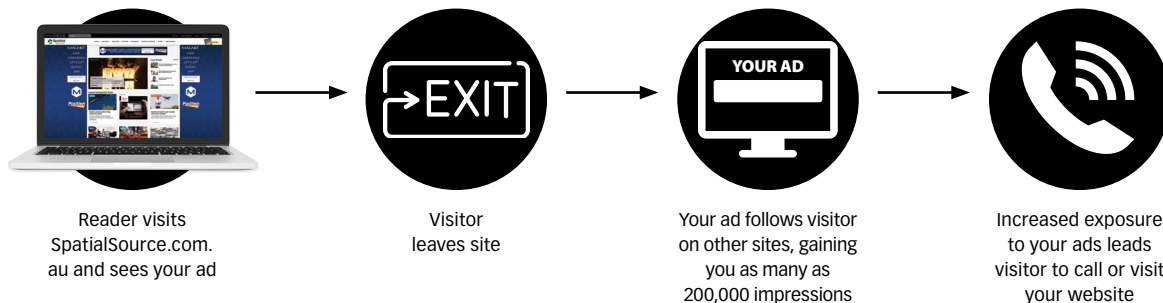 EXIT
YOUR AD
Reader visits
SpatialSource.com.
au and sees your ad
Visitor
leaves site
Your ad follows visitor
on other sites, gaining
you as many as
200,000 impressions
Increased exposure
to your ads leads
visitor to call or visit
your website